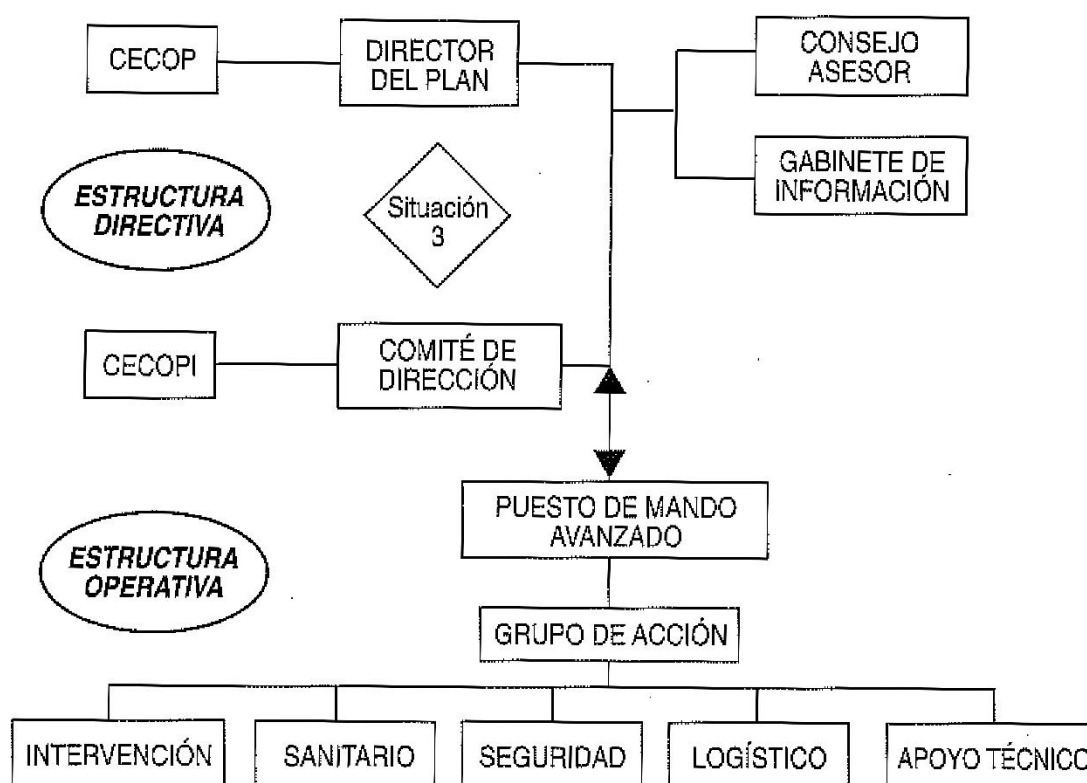 CECOP
DIRECTOR
DEL PLAN
CONSEJO
ASESOR
GABINETE DE
INFORMACIÓN
ESTRUCTURA
DIRECTIVA
Situación
3
CECOPI
COMITÉ DE
DIRECCIÓN
PUESTO DE MANDO
AVANZADO
ESTRUCTURA
OPERATIVA
GRUPO DE ACCIÓN
INTERVENCIÓN
SANITARIO
SEGURIDAD
LOGÍSTICO
APOYO TÉCNICO